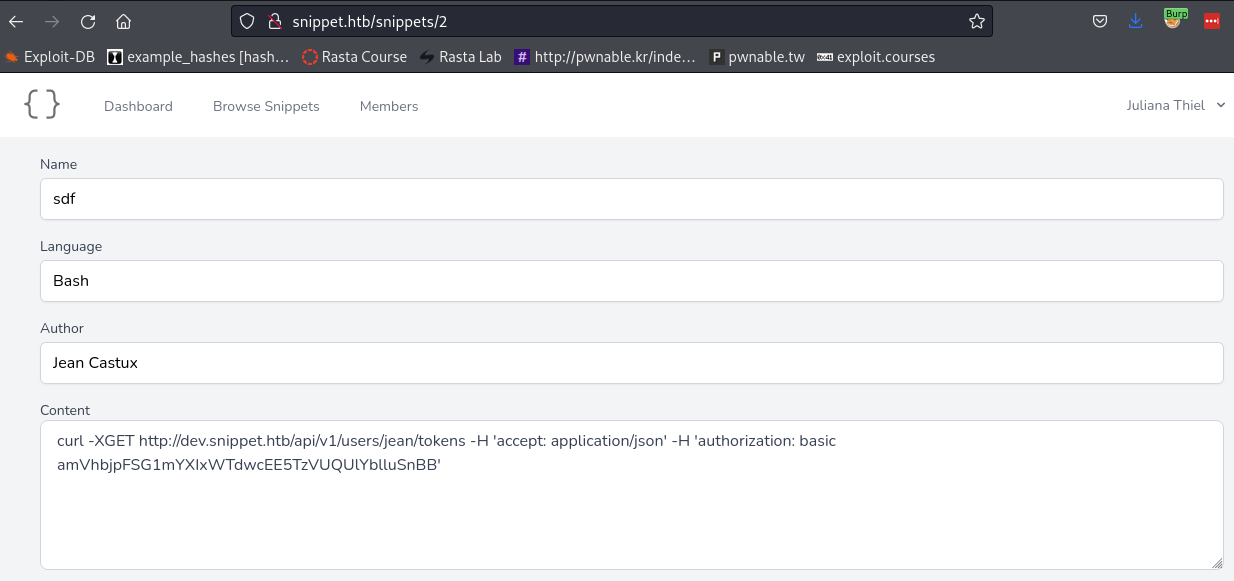 snippet.htb/snippets/2
Burp
Exploit-DB example_hashes [hash... Rasta Course Rasta Lab # http://pwnable.kr/inde... P pwnable.tw exploit.courses
{ } Dashboard Browse Snippets Members Juliana Thiel
Name
sdf
Language
Bash
Author
Jean Castux
Content
curl -XGET http://dev.snippet.htb/api/v1/users/jean/tokens -H 'accept: application/json' -H 'authorization: basic
amVhbjpFSG1mYXIxWTdwcEE5TzVUQUlYblluSnBB'